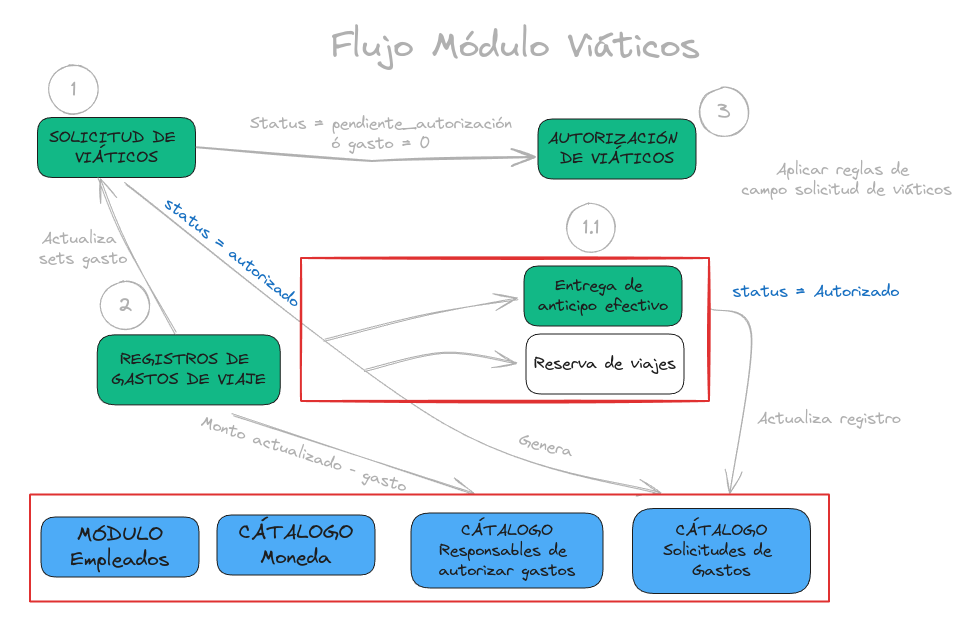 Flujo Módulo Viáticos
1
SOLICITUD DE
VIÁTICOS
Status = pendiente_autorización
ó gasto = 0
3
AUTORIZACIÓN
DE VIÁTICOS
Aplicar reglas de
campo solicitud de viáticos
status = autorizado
Actualiza
sets gasto
2
REGISTROS DE
GASTOS DE VIAJE
1.1
Entrega de
anticipo efectivo
Reserva de viajes
status = Autorizado
Actualiza registro
Monto actualizado - gasto
Genera
MÓDULO
Empleados
CÁTALOGO
Moneda
CÁTALOGO
Responsables de
autorizar gastos
CÁTALOGO
Solicitudes de
Gastos